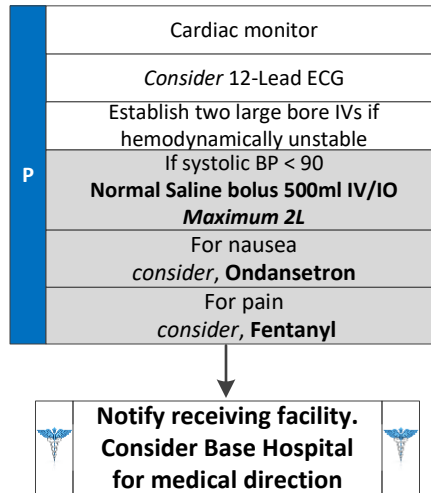 Cardiac monitor
Consider 12-Lead ECG
Establish two large bore IVs if
hemodynamically unstable
P
If systolic BP < 90
Normal Saline bolus 500ml IV/IO
Maximum 2L
For nausea
consider, Ondansetron
For pain
consider, Fentanyl
Notify receiving facility.
Consider Base Hospital
for medical direction